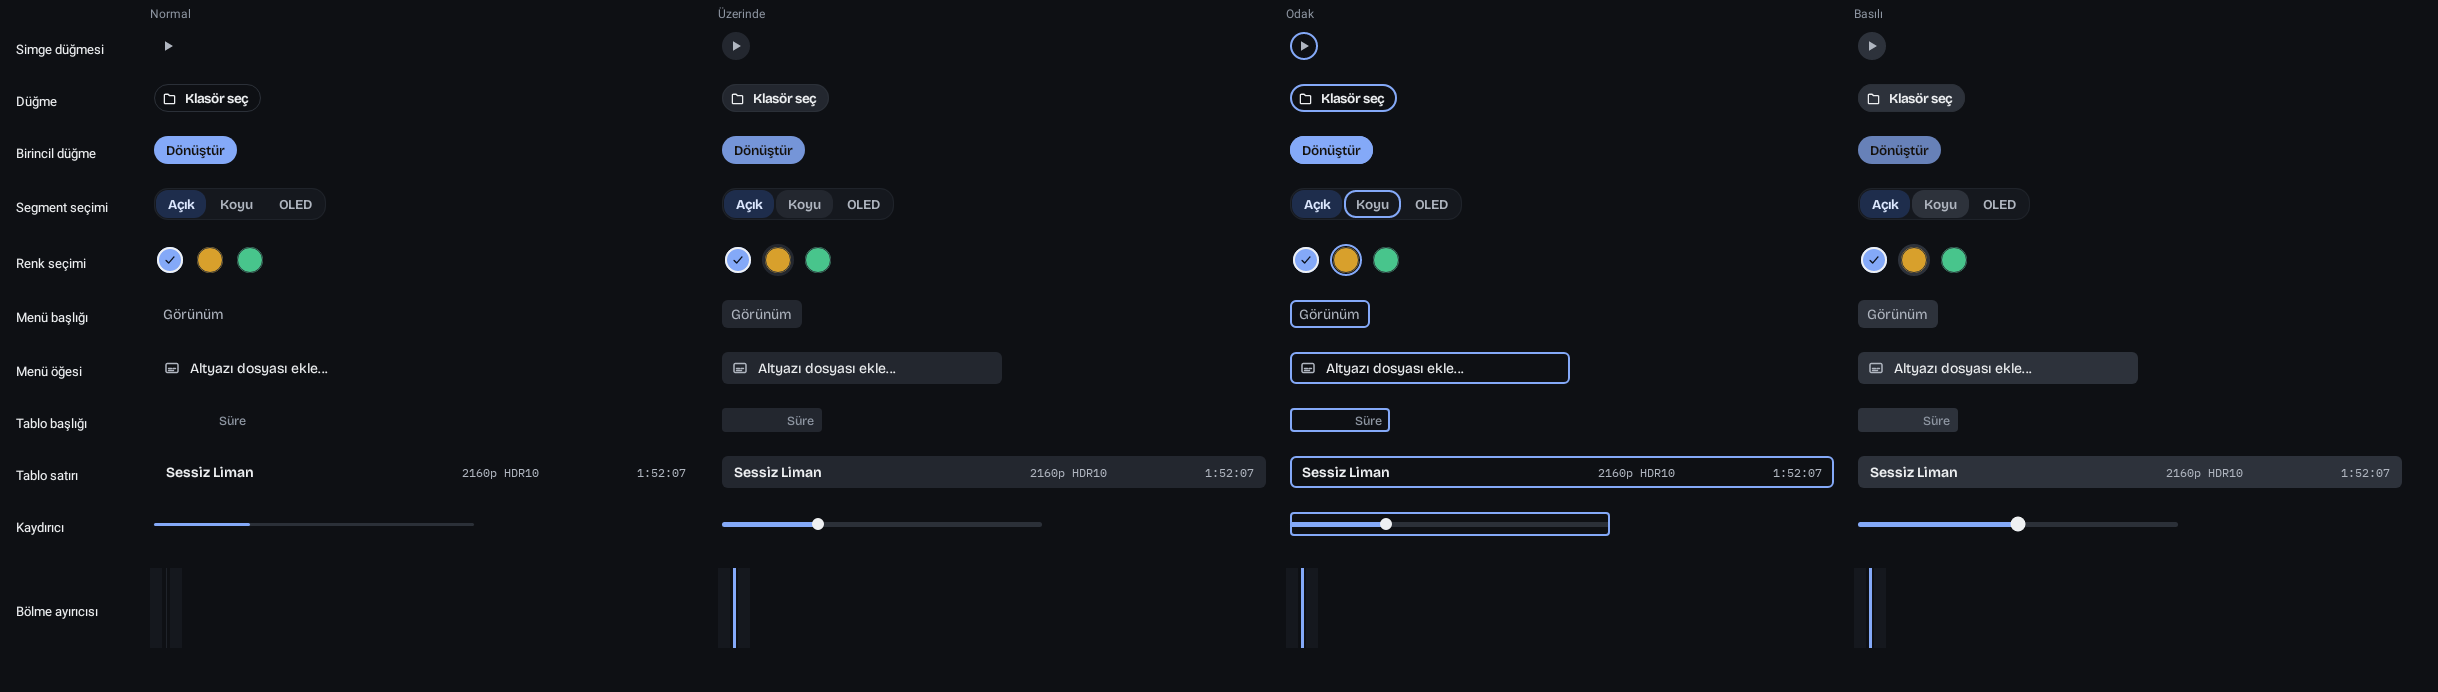 Normal Üzerinde Odak Basılı
Simge düğmesi
Düğme Klasör seç Klasör seç Klasör seç Klasör seç
Birincil düğme Dönüştür Dönüştür Dönüştür Dönüştür
Segment seçimi Açık Koyu OLED Açık Koyu OLED Açık Koyu OLED Açık Koyu OLED
Renk seçimi
Menü başlığı Görünüm Görünüm Görünüm Görünüm
Menü öğesi Altyazı dosyası ekle... Altyazı dosyası ekle... Altyazı dosyası ekle... Altyazı dosyası ekle...
Tablo başlığı Süre Süre Süre Süre
Tablo satırı Sessiz Liman 2160p HDR10 1:52:07 Sessiz Liman 2160p HDR10 1:52:07 Sessiz Liman 2160p HDR10 1:52:07 Sessiz Liman 2160p HDR10 1:52:07
Kaydırıcı
Bölme ayırıcısı